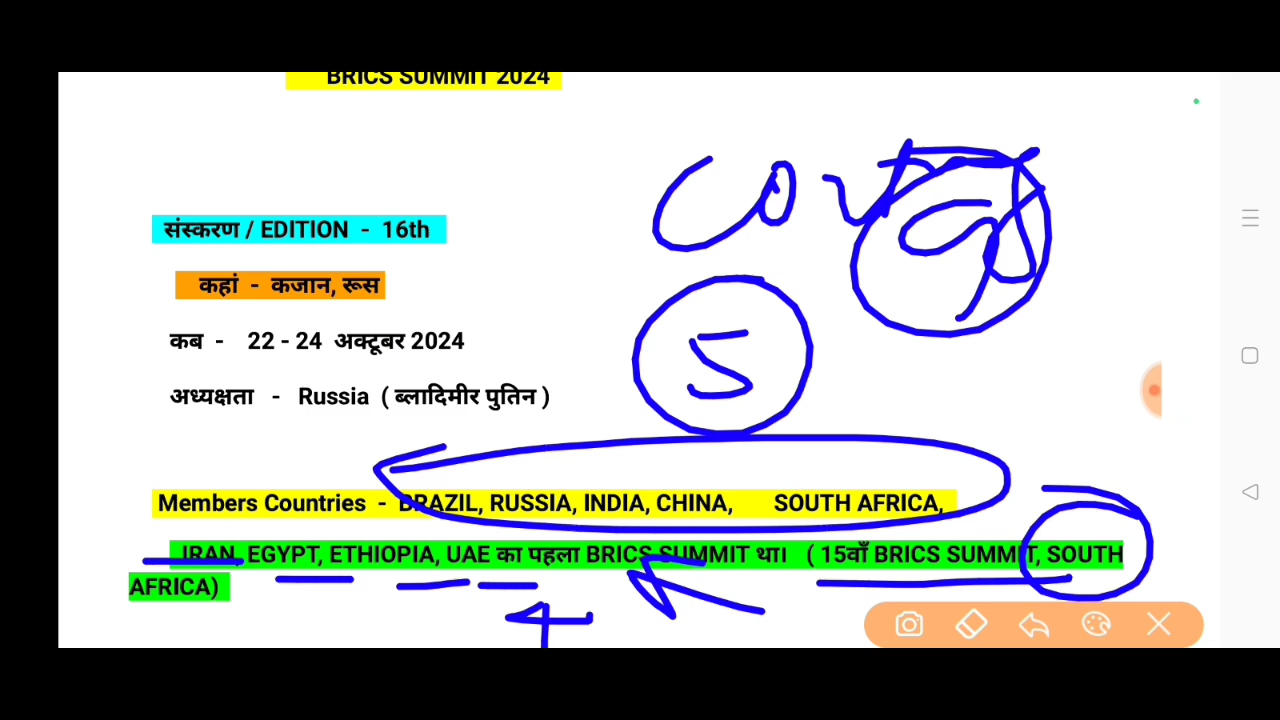 BRICS SUMMIT 2024
संस्करण / EDITION - 16th
कहां - कजान, रूस
कब - 22 - 24 अक्टूबर 2024
अध्यक्षता - Russia ( ब्लादिमीर पुतिन )
5
Members Countries - BRAZIL, RUSSIA, INDIA, CHINA, SOUTH AFRICA,
IRAN, EGYPT, ETHIOPIA, UAE का पहला BRICS SUMMIT था। ( 15वाँ BRICS SUMMIT, SOUTH
AFRICA)
4